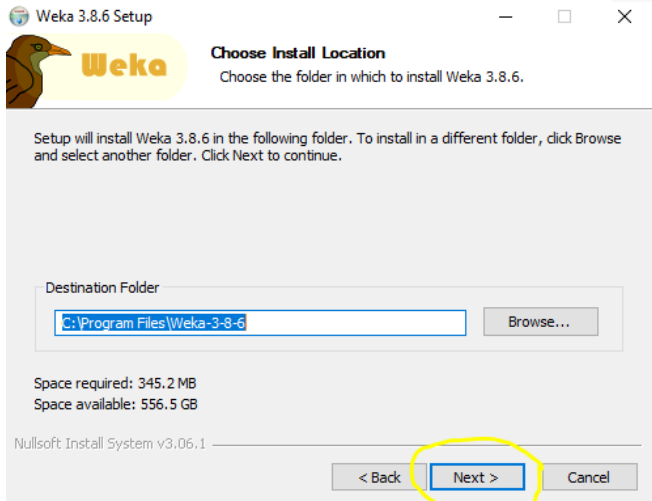 Weka 3.8.6 Setup
Weka
Choose Install Location
Choose the folder in which to install Weka 3.8.6.
Setup will install Weka 3.8.6 in the following folder. To install in a different folder, click Browse
and select another folder. Click Next to continue.
Destination Folder
C:\Program Files\Weka-3-8-6
Browse...
Space required: 345.2 MB
Space available: 556.5 GB
Nullsoft Install System v3.06.1
< Back
Next >
Cancel